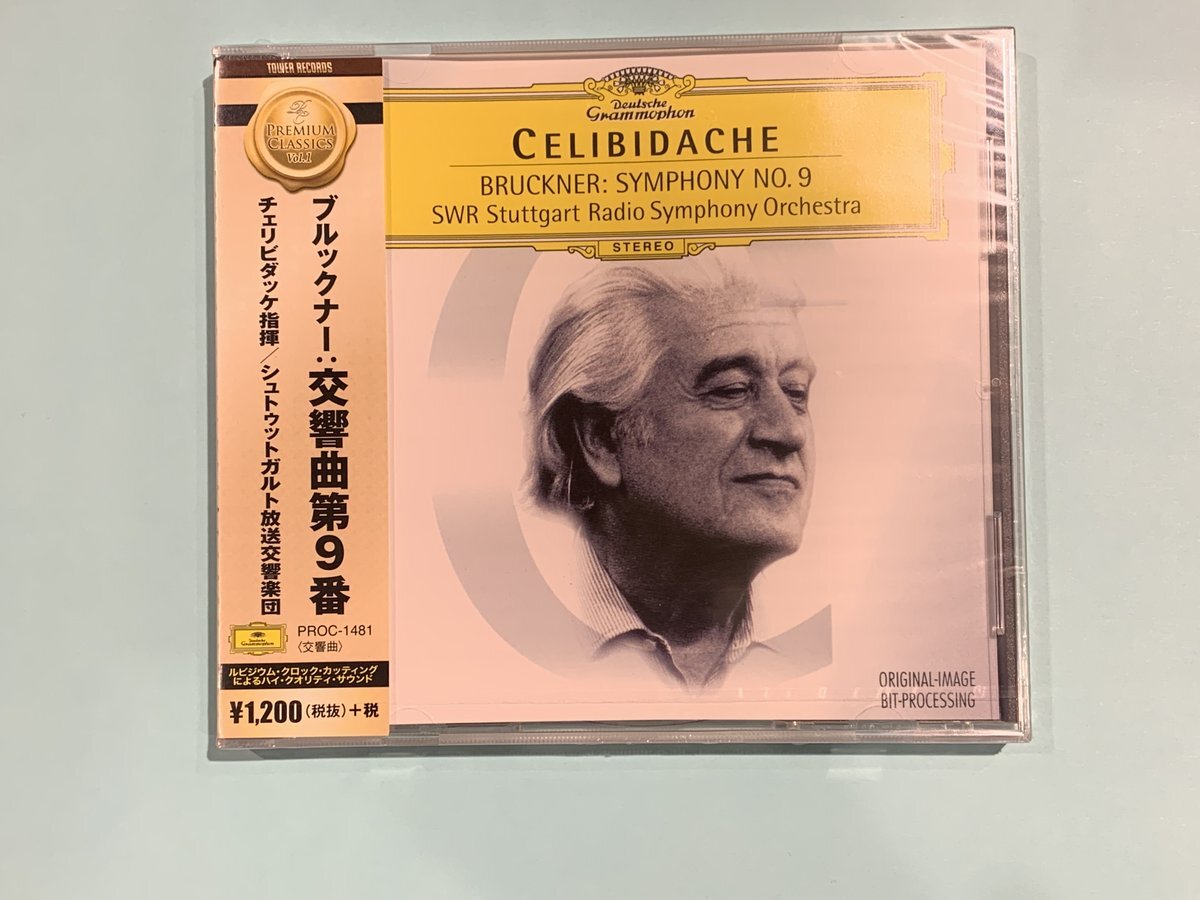 TOWER RECORDS
PREMIUM
CLASSICS
Vol.1
ブルックナー:交響曲第9番
チェリビダッケ指揮/シュトゥットガルト放送交響楽団
Deutsche
Grammophon
PROC-1481
〈交響曲〉
ルビジウム・クロック・カッティング
によるハイ・クオリティ・サウンド
¥1,200(税抜)+税
Deutsche
Grammophon
CELIBIDACHE
BRUCKNER: SYMPHONY NO. 9
SWR Stuttgart Radio Symphony Orchestra
STEREO
ORIGINAL-IMAGE
BIT-PROCESSING